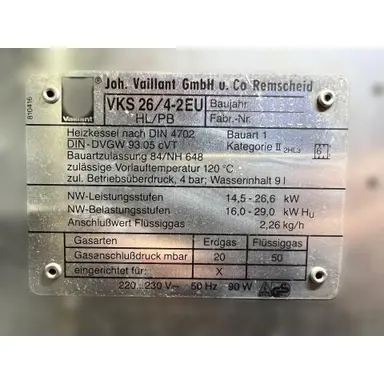 Joh. Vaillant GmbH u. Co Remscheid
Vaillant
VKS 26/4-2EU Baujahr
HL/PB Fabr.-Nr.
810416
Heizkessel nach DIN 4702 Bauart 1
DIN-DVGW 93.05 cVT Kategorie II 2HL3
Bauartzulassung 84/NH 648
zulässige Vorlauftemperatur 120 °C
zul. Betriebsüberdruck, 4 bar; Wasserinhalt 9 l
NW-Leistungsstufen 14,5 - 26,6 kW
NW-Belastungsstufen 16,0 - 29,0 kW Hu
Anschlußwert Flüssiggas 2,26 kg/h
Gasarten Erdgas Flüssiggas
Gasanschlußdruck mbar 20 50
eingerichtet für: X
220...230 V~ 50 Hz 90 W GS